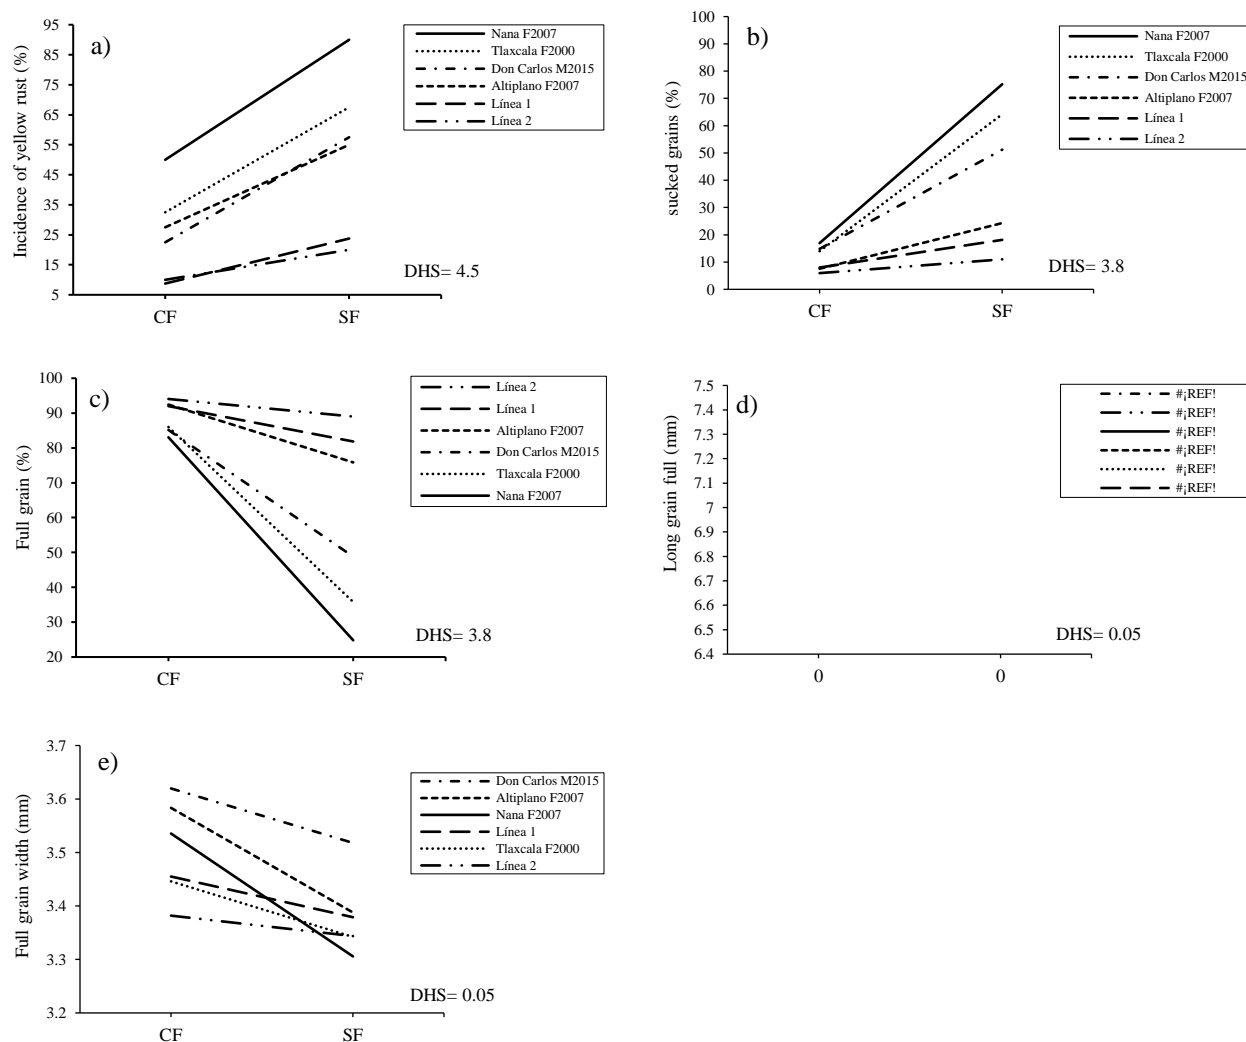 a)
Incidence of yellow rust (%)
95
85
75
65
55
45
35
25
15
5
CF
SF
Nana F2007
Tlaxcala F2000
Don Carlos M2015
Altiplano F2007
Línea 1
Línea 2
DHS= 4.5
b)
sucked grains (%)
100
90
80
70
60
50
40
30
20
10
0
CF
SF
Nana F2007
Tlaxcala F2000
Don Carlos M2015
Altiplano F2007
Línea 1
Línea 2
DHS= 3.8
c)
Full grain (%)
100
90
80
70
60
50
40
30
20
CF
SF
Línea 2
Línea 1
Altiplano F2007
Don Carlos M2015
Tlaxcala F2000
Nana F2007
DHS= 3.8
d)
Long grain full (mm)
7.5
7.4
7.3
7.2
7.1
7
6.8
6.7
6.6
6.5
6.4
0
0
#¡REF!
#¡REF!
#¡REF!
#¡REF!
#¡REF!
#¡REF!
DHS= 0.05
e)
Full grain width (mm)
3.7
3.6
3.5
3.4
3.3
3.2
CF
SF
Don Carlos M2015
Altiplano F2007
Nana F2007
Línea 1
Tlaxcala F2000
Línea 2
DHS= 0.05